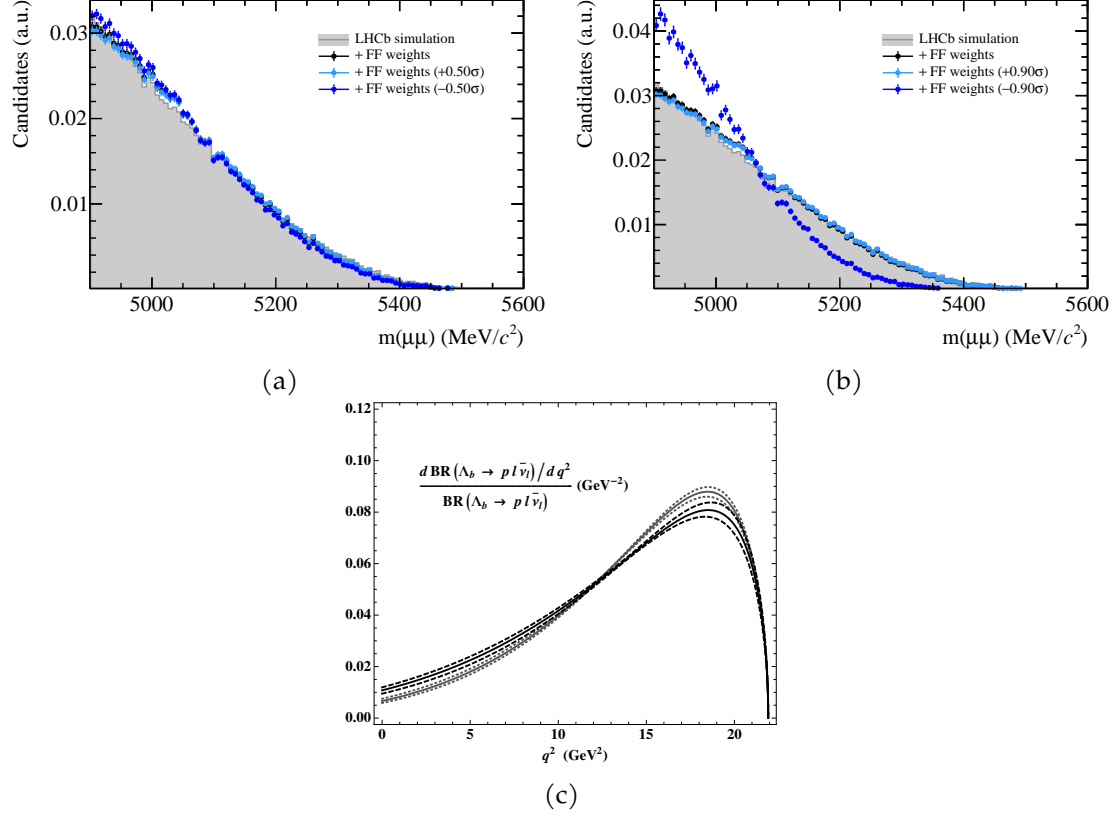 Candidates (a.u.)
0.03
0.02
0.01
LHCb simulation
+ FF weights
+ FF weights (+0.50σ)
+ FF weights (−0.50σ)
5000 5200 5400 5600
m(μμ) (MeV/c²)
(a)
Candidates (a.u.)
0.04
0.03
0.02
0.01
LHCb simulation
+ FF weights
+ FF weights (+0.90σ)
+ FF weights (−0.90σ)
5000 5200 5400 5600
m(μμ) (MeV/c²)
(b)
0.12
0.10
0.08
0.06
0.04
0.02
0.00
d BR(Λ_b → p l ν̄_l)/d q²
BR(Λ_b → p l ν̄_l)
(GeV⁻²)
0 5 10 15 20
q² (GeV²)
(c)